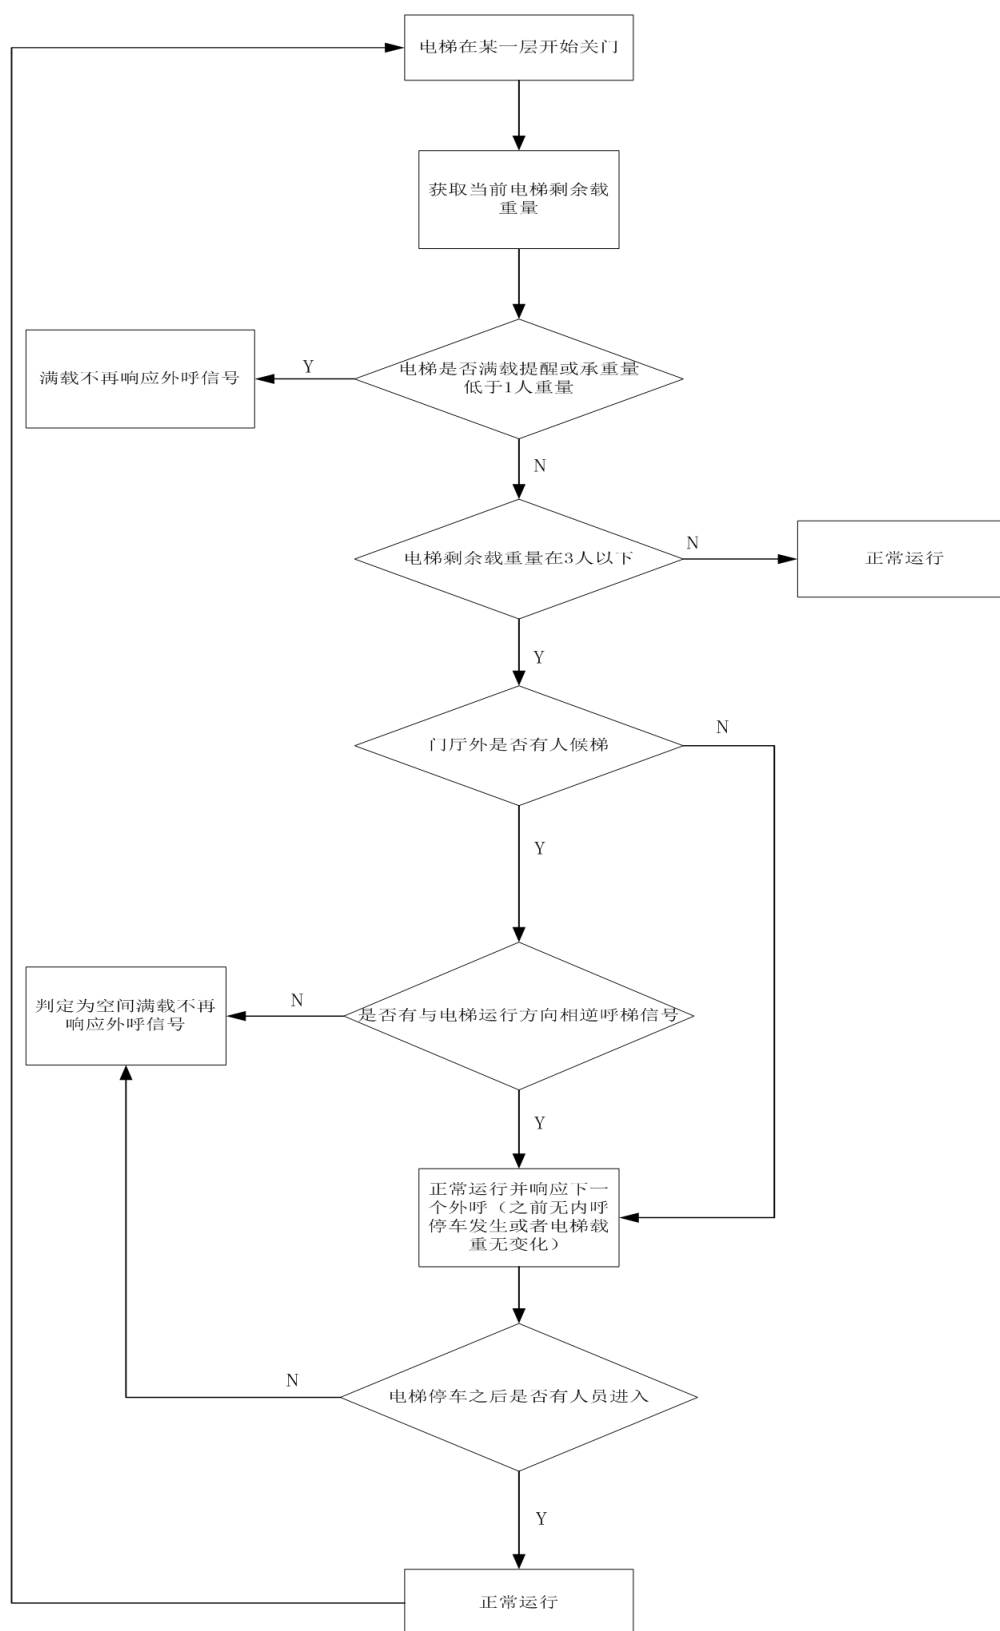 电梯在某一层开始关门
获取当前电梯剩余载
重量
电梯是否满载提醒或承重量
低于1人重量
Y
满载不再响应外呼信号
N
电梯剩余载重量在3人以下
N
正常运行
Y
门厅外是否有人候梯
N
Y
是否有与电梯运行方向相逆呼梯信号
N
判定为空间满载不再
响应外呼信号
Y
正常运行并响应下一
个外呼（之前无内呼
停车发生或者电梯载
重无变化）
电梯停车之后是否有人员进入
N
Y
正常运行